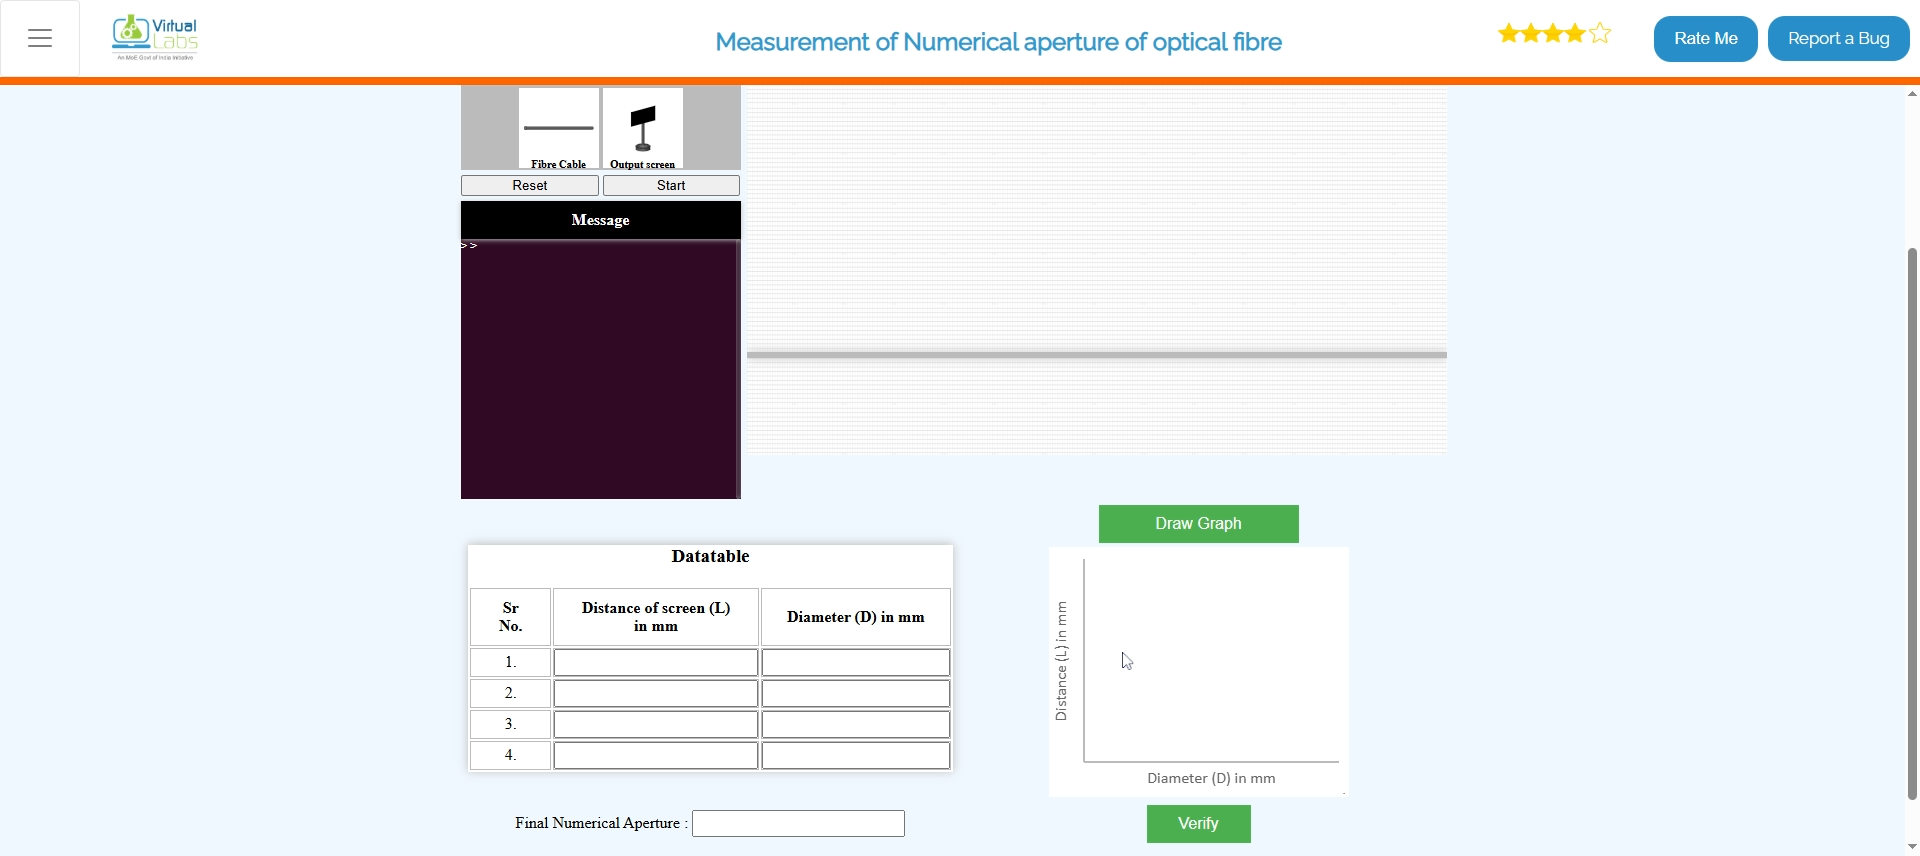 Virtual
Labs
An MoE Govt of India Initiative
Measurement of Numerical aperture of optical fibre
Rate Me
Report a Bug
Fibre Cable
Output screen
Reset
Start
Message
>>
Draw Graph
Datatable
Sr No.
Distance of screen (L) in mm
Diameter (D) in mm
1.
2.
3.
4.
Distance (L) in mm
Diameter (D) in mm
Final Numerical Aperture :
Verify